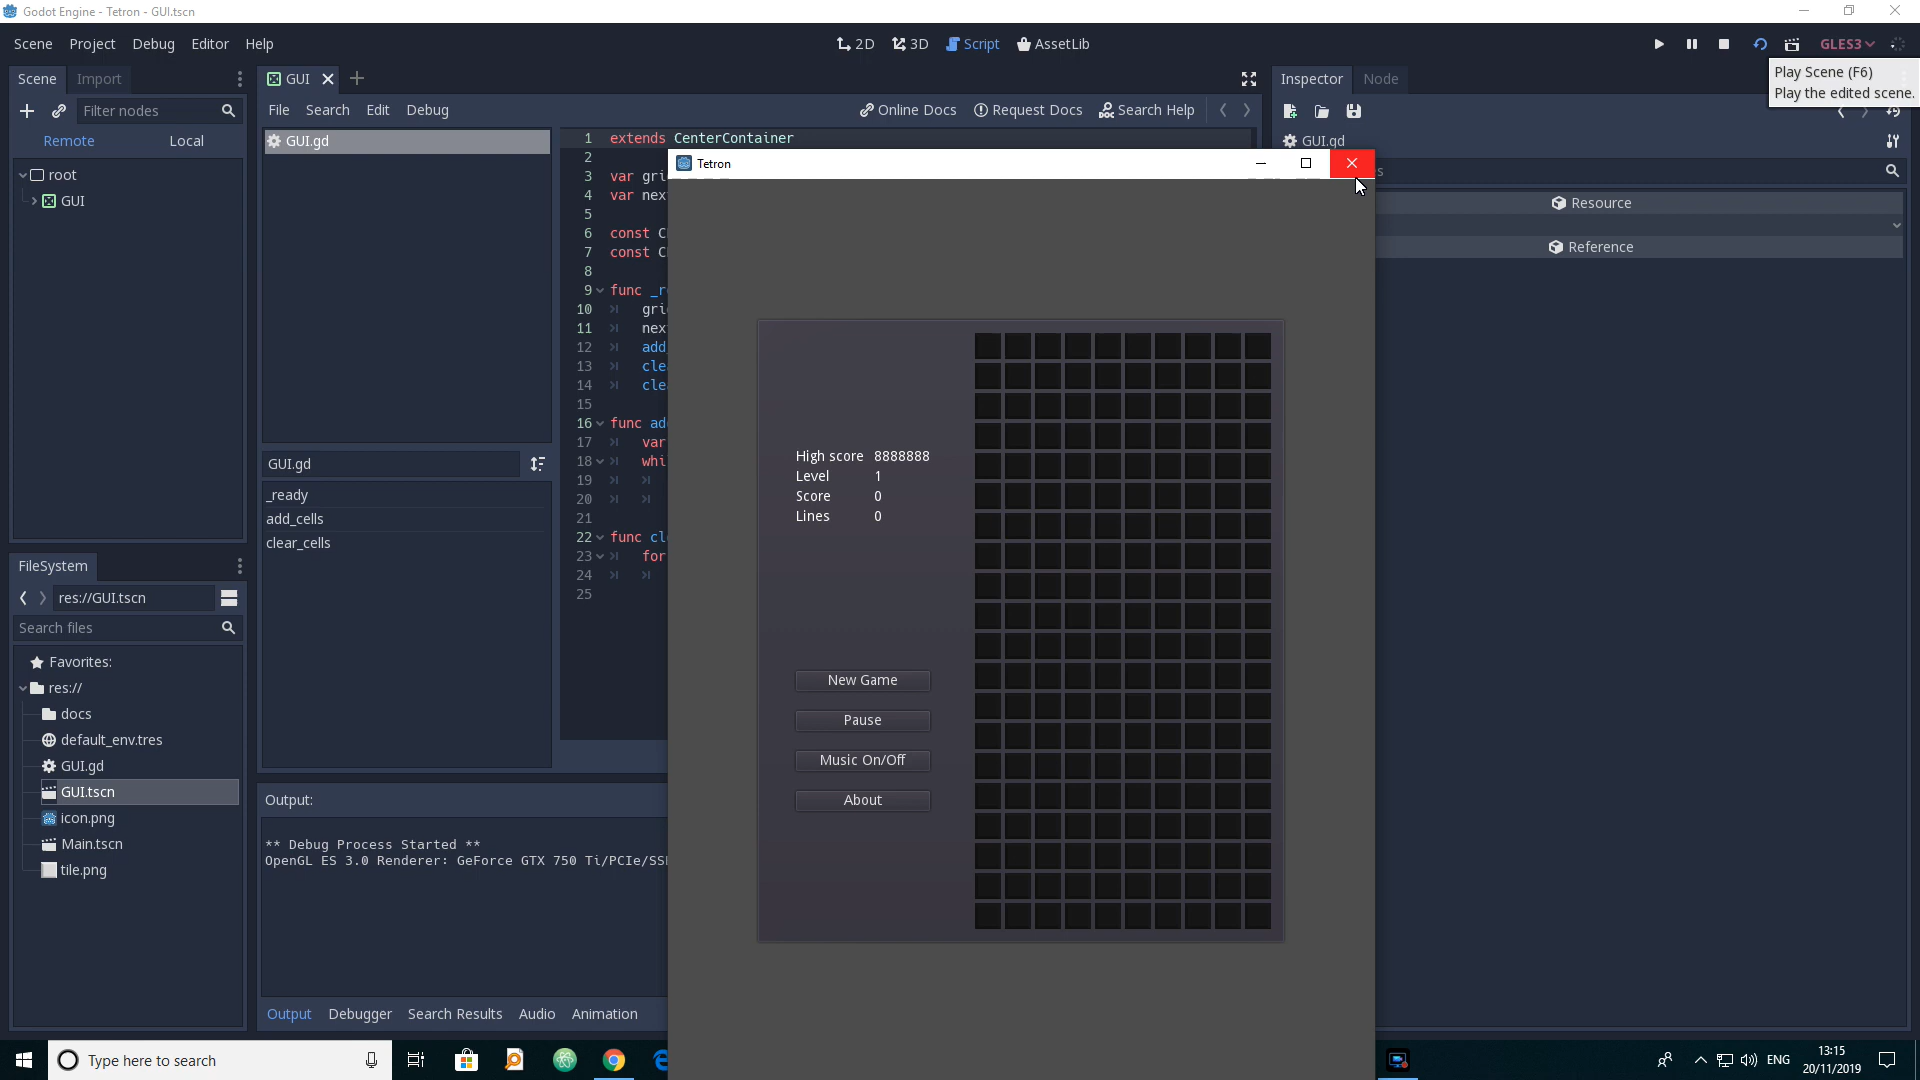 Godot Engine - Tetron - GUI.tscn
Scene Project Debug Editor Help
2D 3D Script AssetLib
GLES3
Play Scene (F6)
Play the edited scene.
Scene Import
Filter nodes
Remote Local
root
GUI
GUI
File Search Edit Debug
Online Docs Request Docs Search Help
GUI.gd
1 extends CenterContainer
2
3 var gri
4 var nex
5
6 const C
7 const C
8
9 func _r
10 gri
11 nex
12 add
13 cle
14 cle
15
16 func ad
17 var
18 whi
19
20
21
22 func cl
23 for
24
25
GUI.gd
_ready
add_cells
clear_cells
Output:
** Debug Process Started **
OpenGL ES 3.0 Renderer: GeForce GTX 750 Ti/PCIe/SS
Output Debugger Search Results Audio Animation
Tetron
High score 8888888
Level 1
Score 0
Lines 0
New Game
Pause
Music On/Off
About
Inspector Node
GUI.gd
Resource
Reference
FileSystem
res://GUI.tscn
Search files
Favorites:
res://
docs
default_env.tres
GUI.gd
GUI.tscn
icon.png
Main.tscn
tile.png
Type here to search
ENG
13:15
20/11/2019